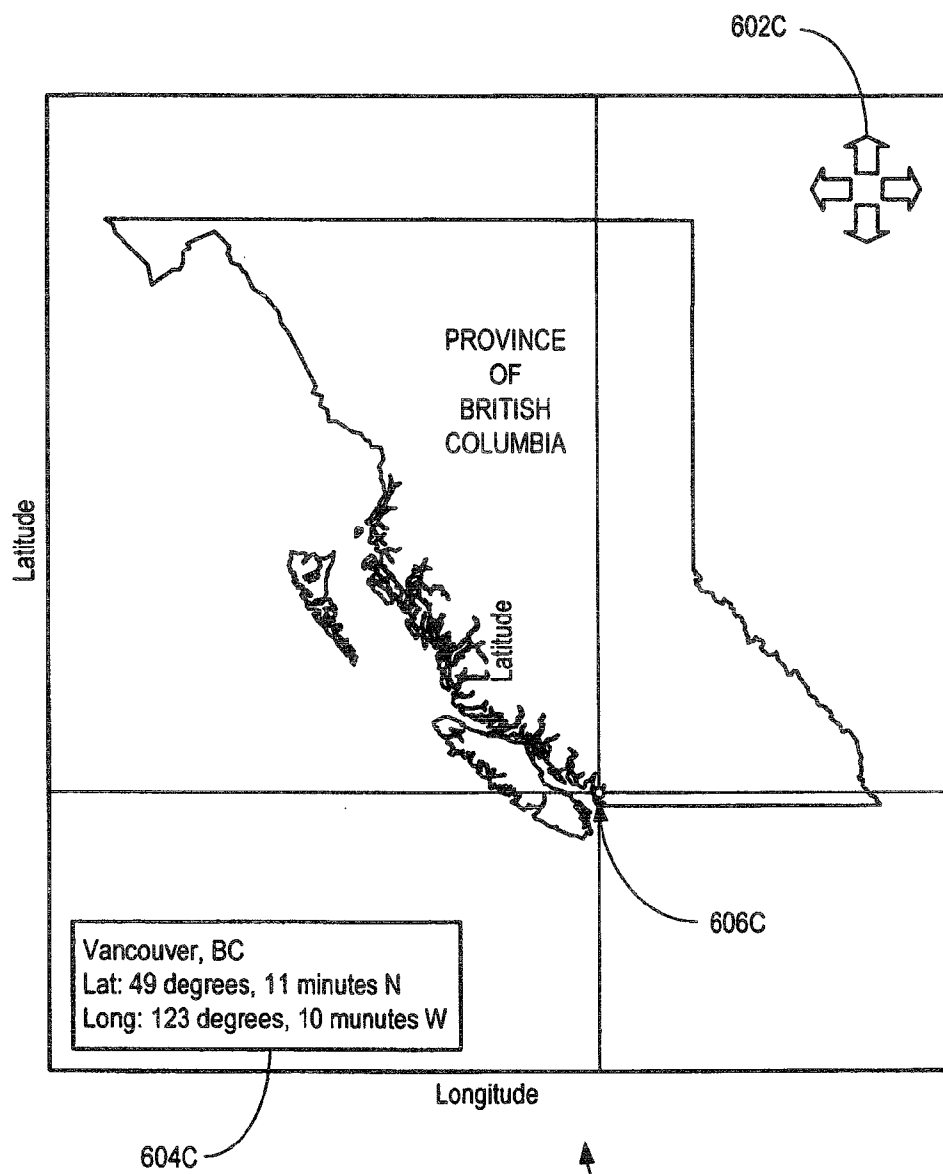 602C
PROVINCE
OF
BRITISH
COLUMBIA
Latitude
Latitude
606C
Vancouver, BC
Lat: 49 degrees, 11 minutes N
Long: 123 degrees, 10 munutes W
Longitude
604C